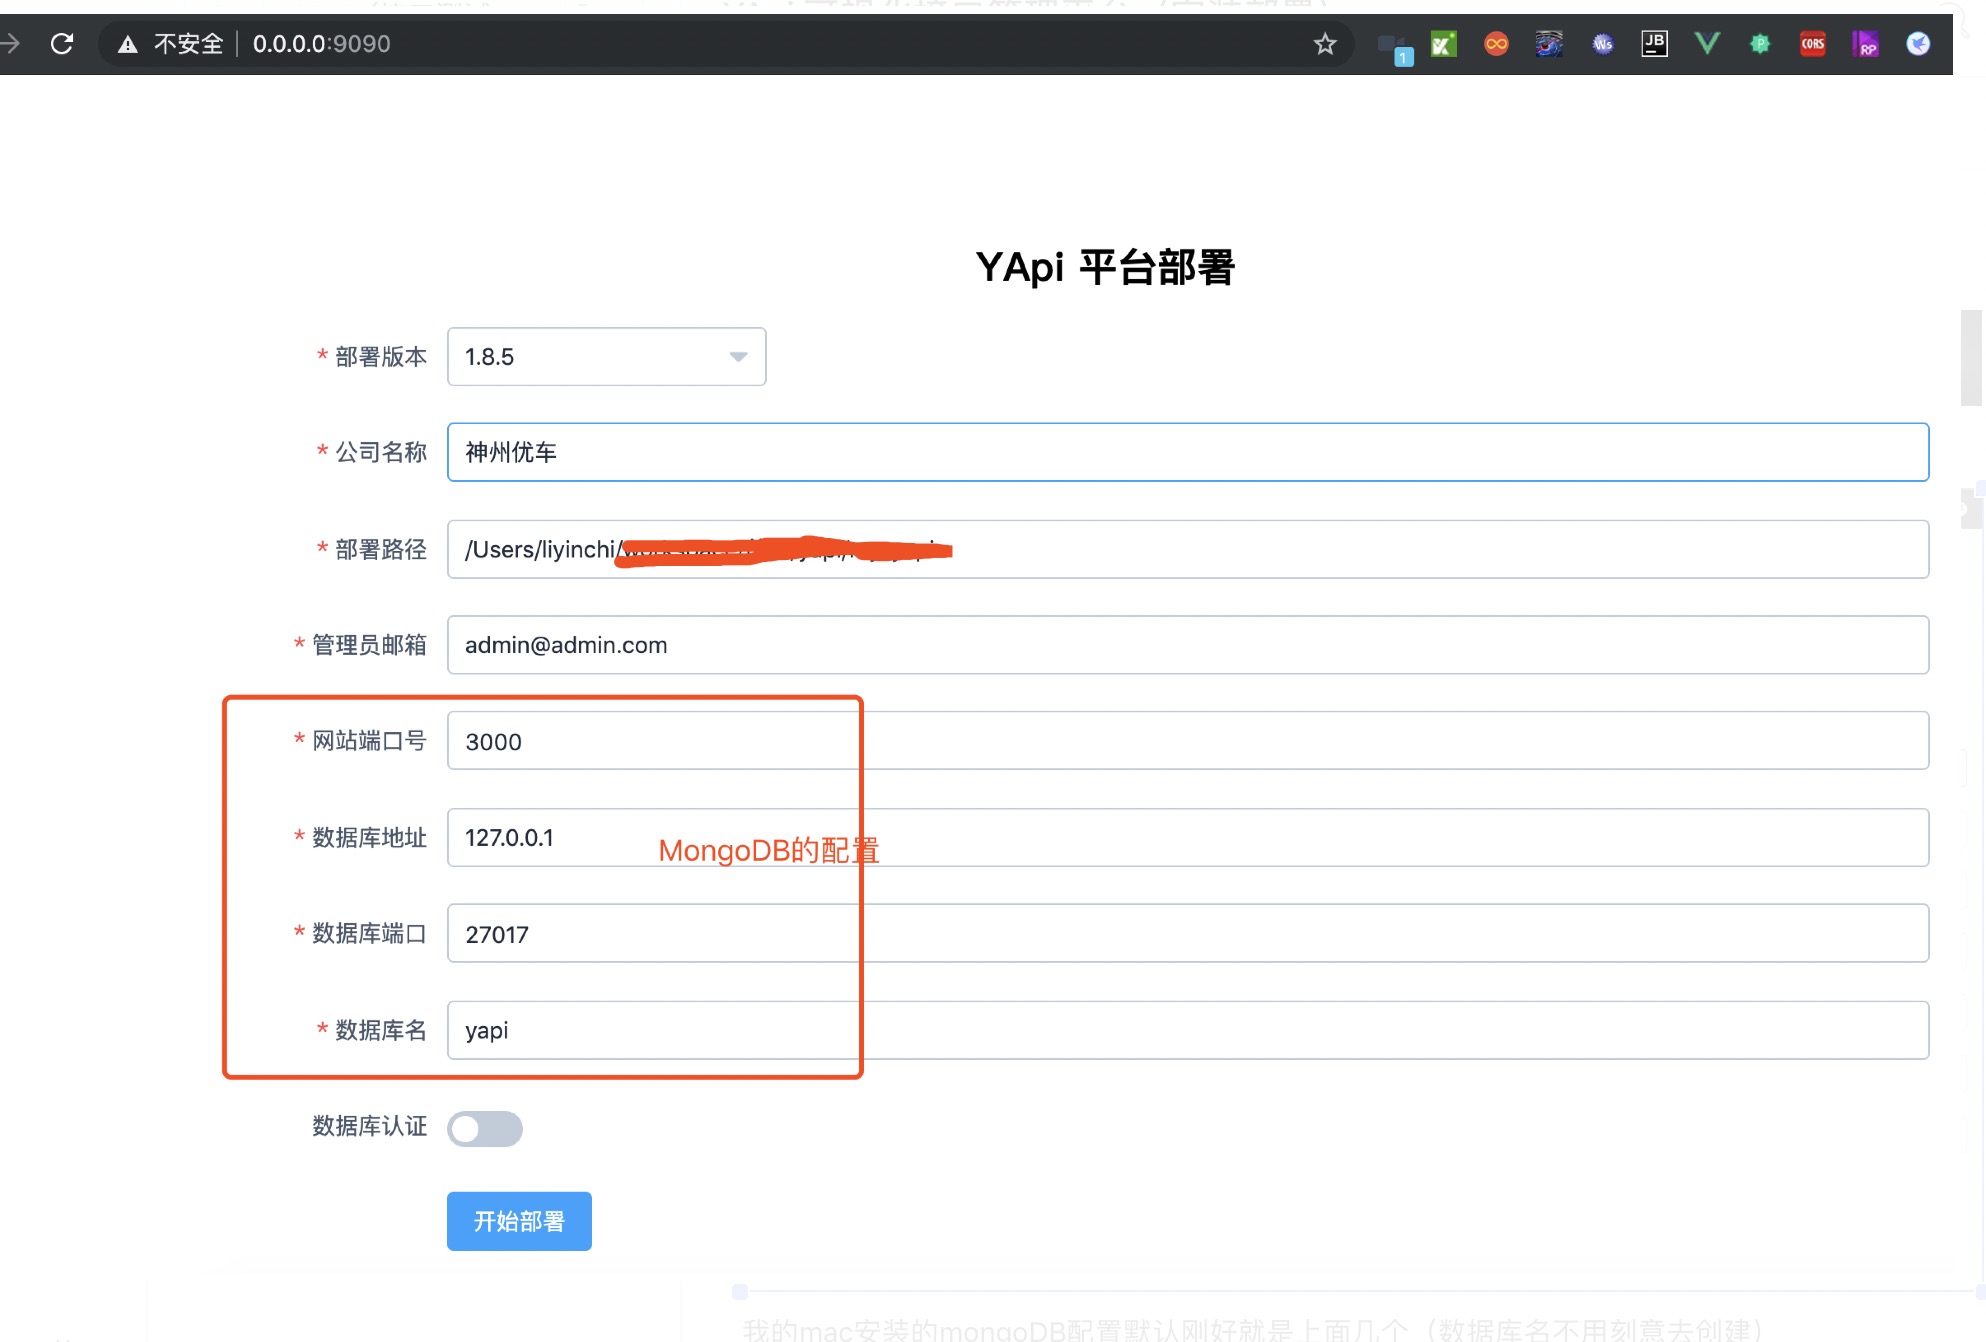 不安全 | 0.0.0.0:9090
1
Ws
JB
P
CORS
RP
YApi 平台部署
* 部署版本 1.8.5
* 公司名称 神州优车
* 部署路径 /Users/liyinchi/
* 管理员邮箱 admin@admin.com
* 网站端口号 3000
* 数据库地址 127.0.0.1
MongoDB的配置
* 数据库端口 27017
* 数据库名 yapi
数据库认证
开始部署
我的mac安装的mongoDB配置默认刚好就是上面几个（数据库名不用刻意去创建）